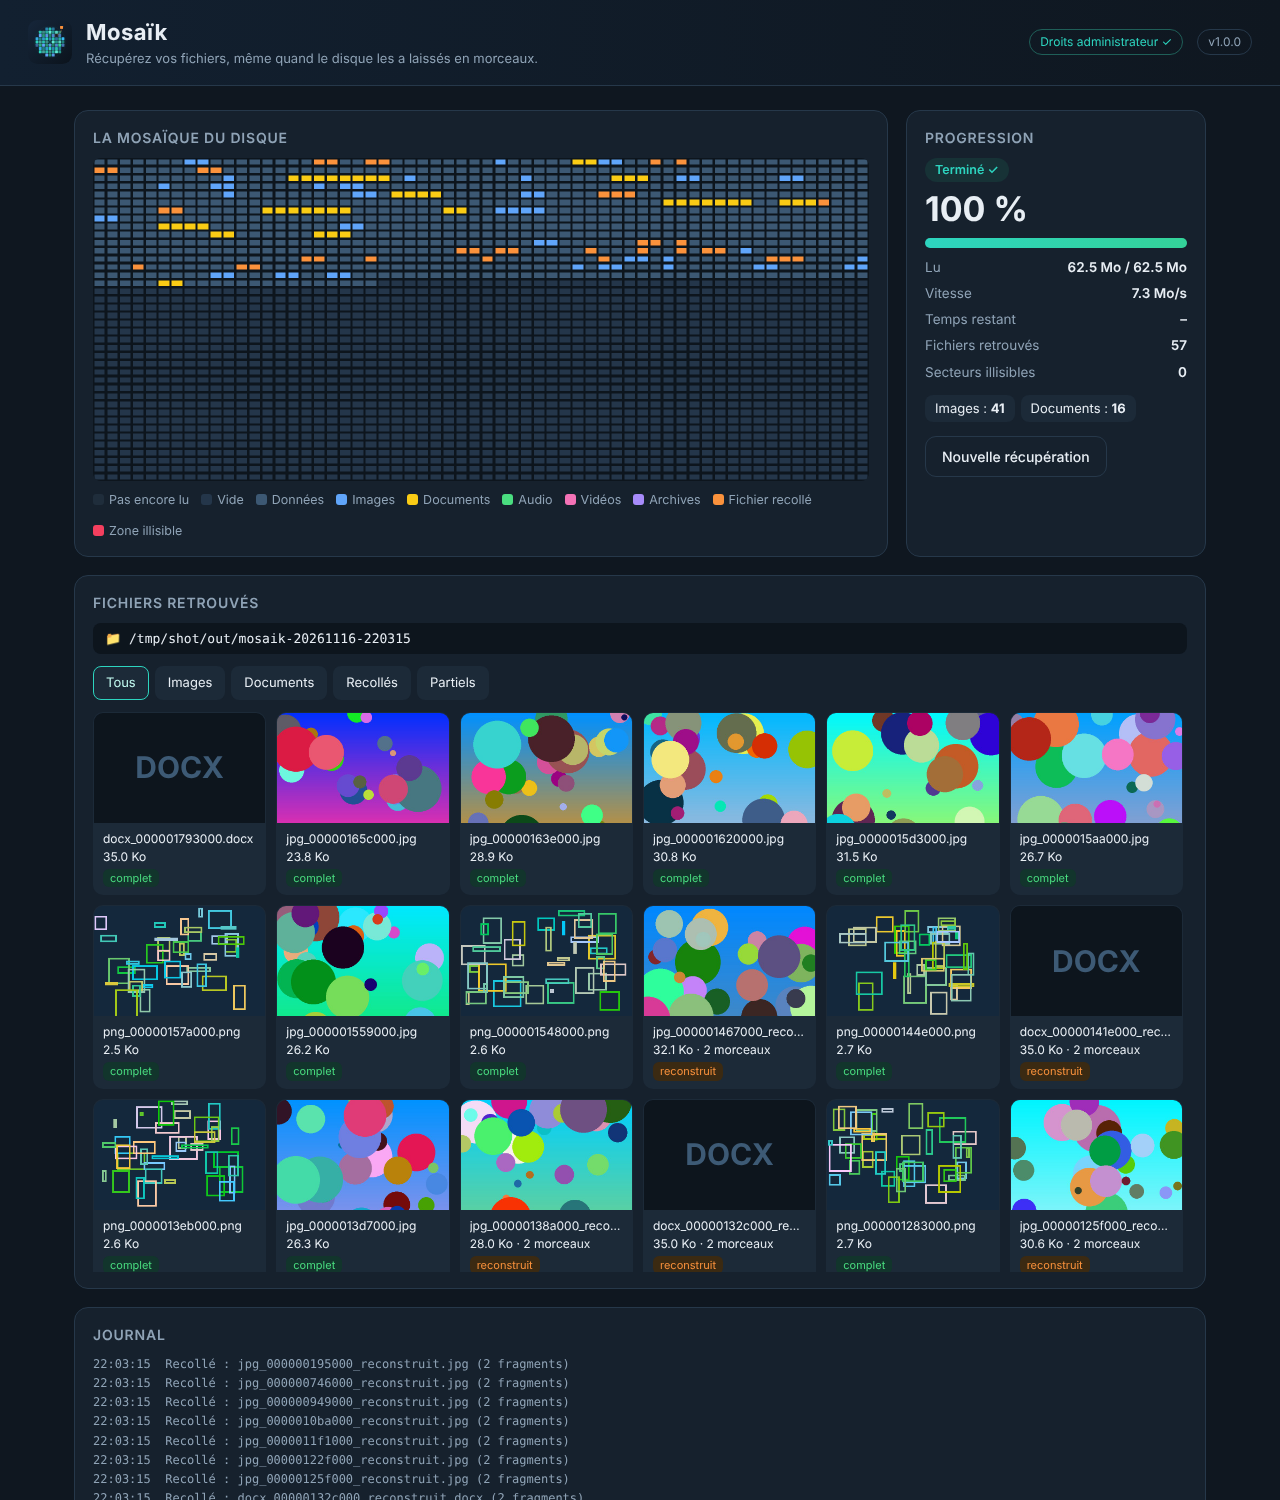 Mosaïk
Récupérez vos fichiers, même quand le disque les a laissés en morceaux.
Droits administrateur ✓
v1.0.0
LA MOSAÏQUE DU DISQUE
Pas encore lu
Vide
Données
Images
Documents
Audio
Vidéos
Archives
Fichier recollé
Zone illisible
PROGRESSION
Terminé ✓
100 %
Lu 62.5 Mo / 62.5 Mo
Vitesse 7.3 Mo/s
Temps restant –
Fichiers retrouvés 57
Secteurs illisibles 0
Images : 41
Documents : 16
Nouvelle récupération
FICHIERS RETROUVÉS
📁 /tmp/shot/out/mosaik-20261116-220315
Tous
Images
Documents
Recollés
Partiels
DOCX
docx_000001793000.docx
35.0 Ko
complet
jpg_00000165c000.jpg
23.8 Ko
complet
jpg_00000163e000.jpg
28.9 Ko
complet
jpg_000001620000.jpg
30.8 Ko
complet
jpg_0000015d3000.jpg
31.5 Ko
complet
jpg_0000015aa000.jpg
26.7 Ko
complet
png_00000157a000.png
2.5 Ko
complet
jpg_000001559000.jpg
26.2 Ko
complet
png_000001548000.png
2.6 Ko
complet
jpg_000001467000_reco...
32.1 Ko · 2 morceaux
reconstruit
png_00000144e000.png
2.7 Ko
complet
DOCX
docx_00000141e000_rec...
35.0 Ko · 2 morceaux
reconstruit
png_0000013eb000.png
2.6 Ko
complet
jpg_0000013d7000.jpg
26.3 Ko
complet
jpg_00000138a000_reco...
28.0 Ko · 2 morceaux
reconstruit
DOCX
docx_00000132c000_re...
35.0 Ko · 2 morceaux
reconstruit
png_000001283000.png
2.7 Ko
complet
jpg_00000125f000_reco...
30.6 Ko · 2 morceaux
reconstruit
JOURNAL
22:03:15 Recollé : jpg_000000195000_reconstruit.jpg (2 fragments)
22:03:15 Recollé : jpg_000000746000_reconstruit.jpg (2 fragments)
22:03:15 Recollé : jpg_000000949000_reconstruit.jpg (2 fragments)
22:03:15 Recollé : jpg_0000010ba000_reconstruit.jpg (2 fragments)
22:03:15 Recollé : jpg_0000011f1000_reconstruit.jpg (2 fragments)
22:03:15 Recollé : jpg_00000122f000_reconstruit.jpg (2 fragments)
22:03:15 Recollé : jpg_00000125f000_reconstruit.jpg (2 fragments)
22:03:15 Recollé : docx_00000132c000_reconstruit.docx (2 fragments)